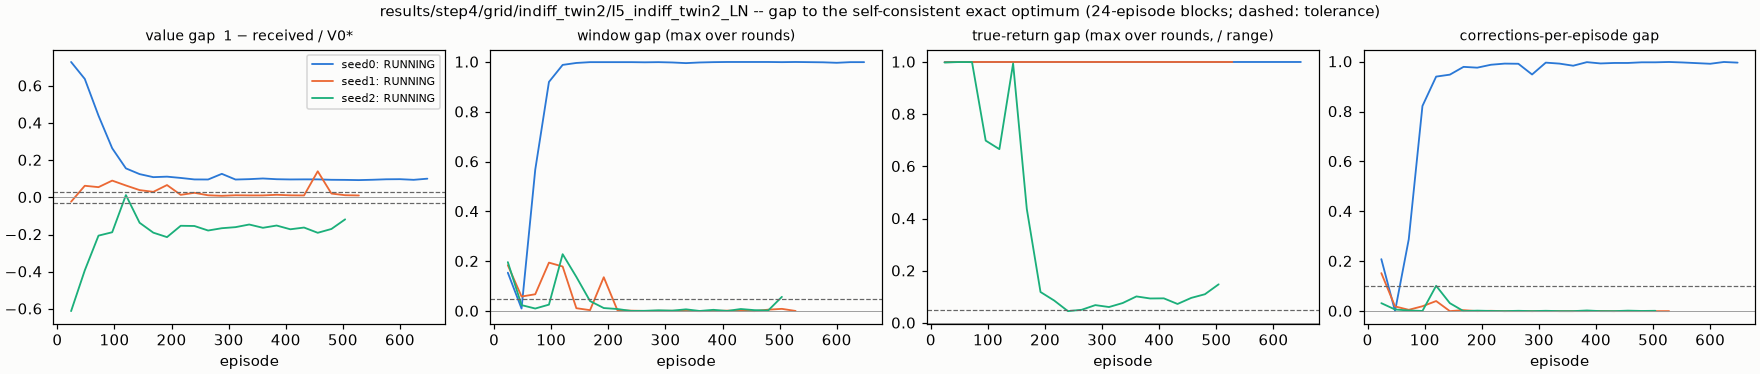 results/step4/grid/indiff_twin2/l5_indiff_twin2_LN -- gap to the self-consistent exact optimum (24-episode blocks; dashed: tolerance)
value gap  1 − received / V0*
0.6
0.4
0.2
0.0
−0.2
−0.4
−0.6
0 100 200 300 400 500 600
episode
seed0: RUNNING
seed1: RUNNING
seed2: RUNNING
window gap (max over rounds)
1.0
0.8
0.6
0.4
0.2
0.0
0 100 200 300 400 500 600
episode
true-return gap (max over rounds, / range)
1.0
0.8
0.6
0.4
0.2
0.0
0 100 200 300 400 500 600
episode
corrections-per-episode gap
1.0
0.8
0.6
0.4
0.2
0.0
0 100 200 300 400 500 600
episode